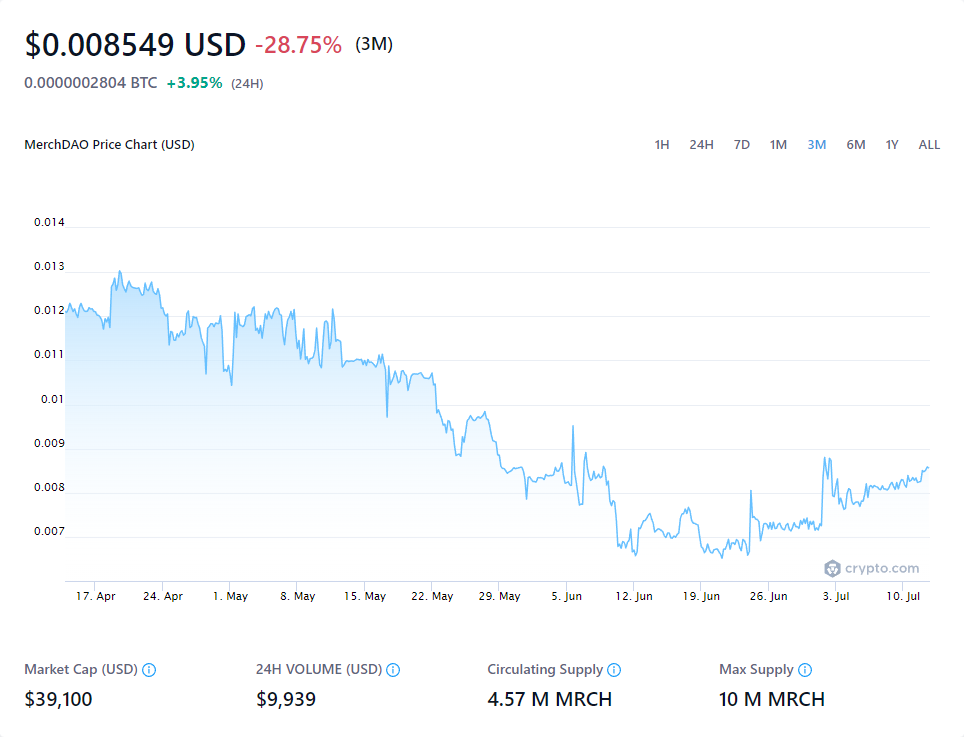 $0.008549 USD -28.75% (3M)
0.0000002804 BTC +3.95% (24H)
MerchDAO Price Chart (USD) 1H 24H 7D 1M 3M 6M 1Y ALL
0.014
0.013
0.012
0.011
0.01
0.009
0.008
0.007
crypto.com
17. Apr 24. Apr 1. May 8. May 15. May 22. May 29. May 5. Jun 12. Jun 19. Jun 26. Jun 3. Jul 10. Jul
Market Cap (USD) 24H VOLUME (USD) Circulating Supply Max Supply
$39,100 $9,939 4.57 M MRCH 10 M MRCH